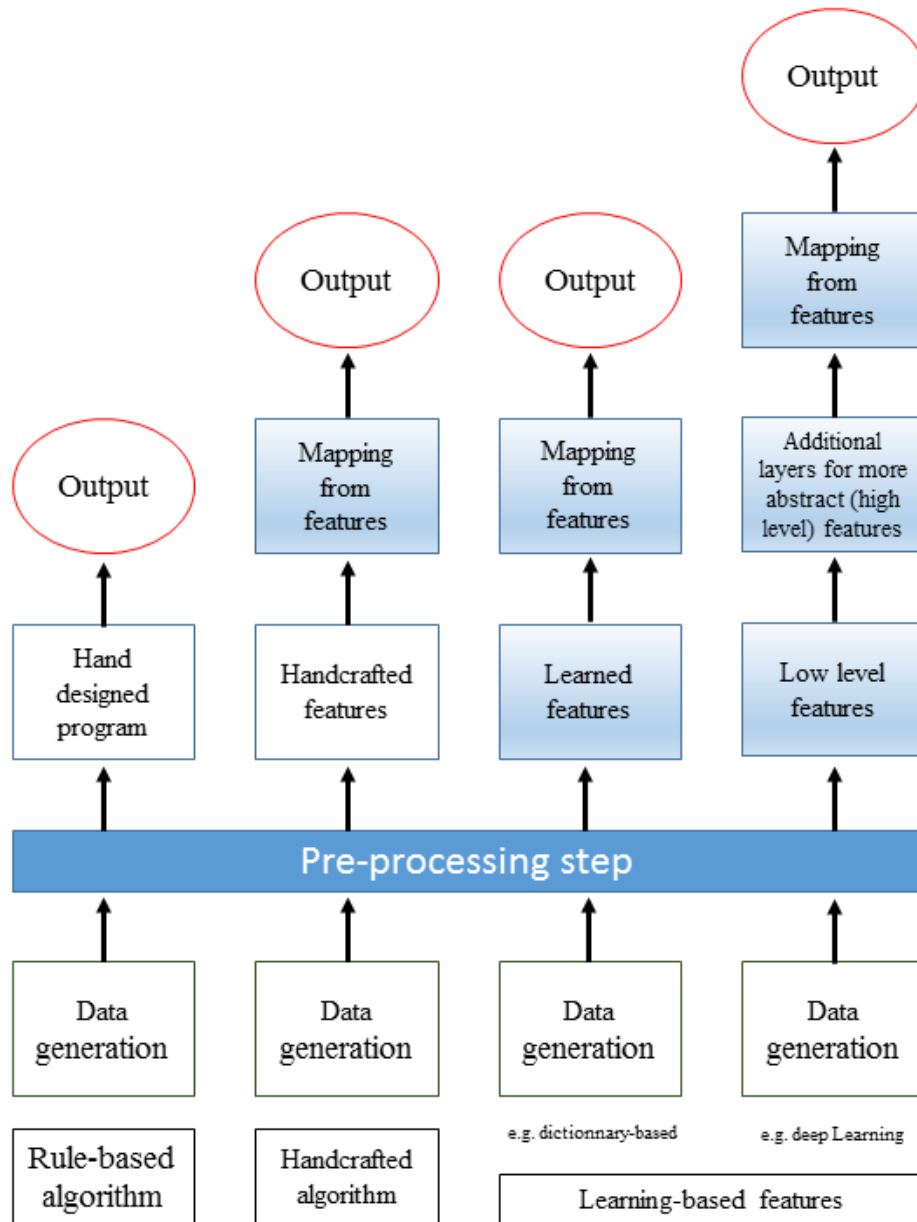 Output
Mapping
from
features
Output
Output
Additional
layers for more
abstract (high
level) features
Mapping
from
features
Mapping
from
features
Output
Hand
designed
program
Handcrafted
features
Learned
features
Low level
features
Pre-processing step
Data
generation
Data
generation
Data
generation
Data
generation
e.g. dictionnary-based
e.g. deep Learning
Rule-based
algorithm
Handcrafted
algorithm
Learning-based features